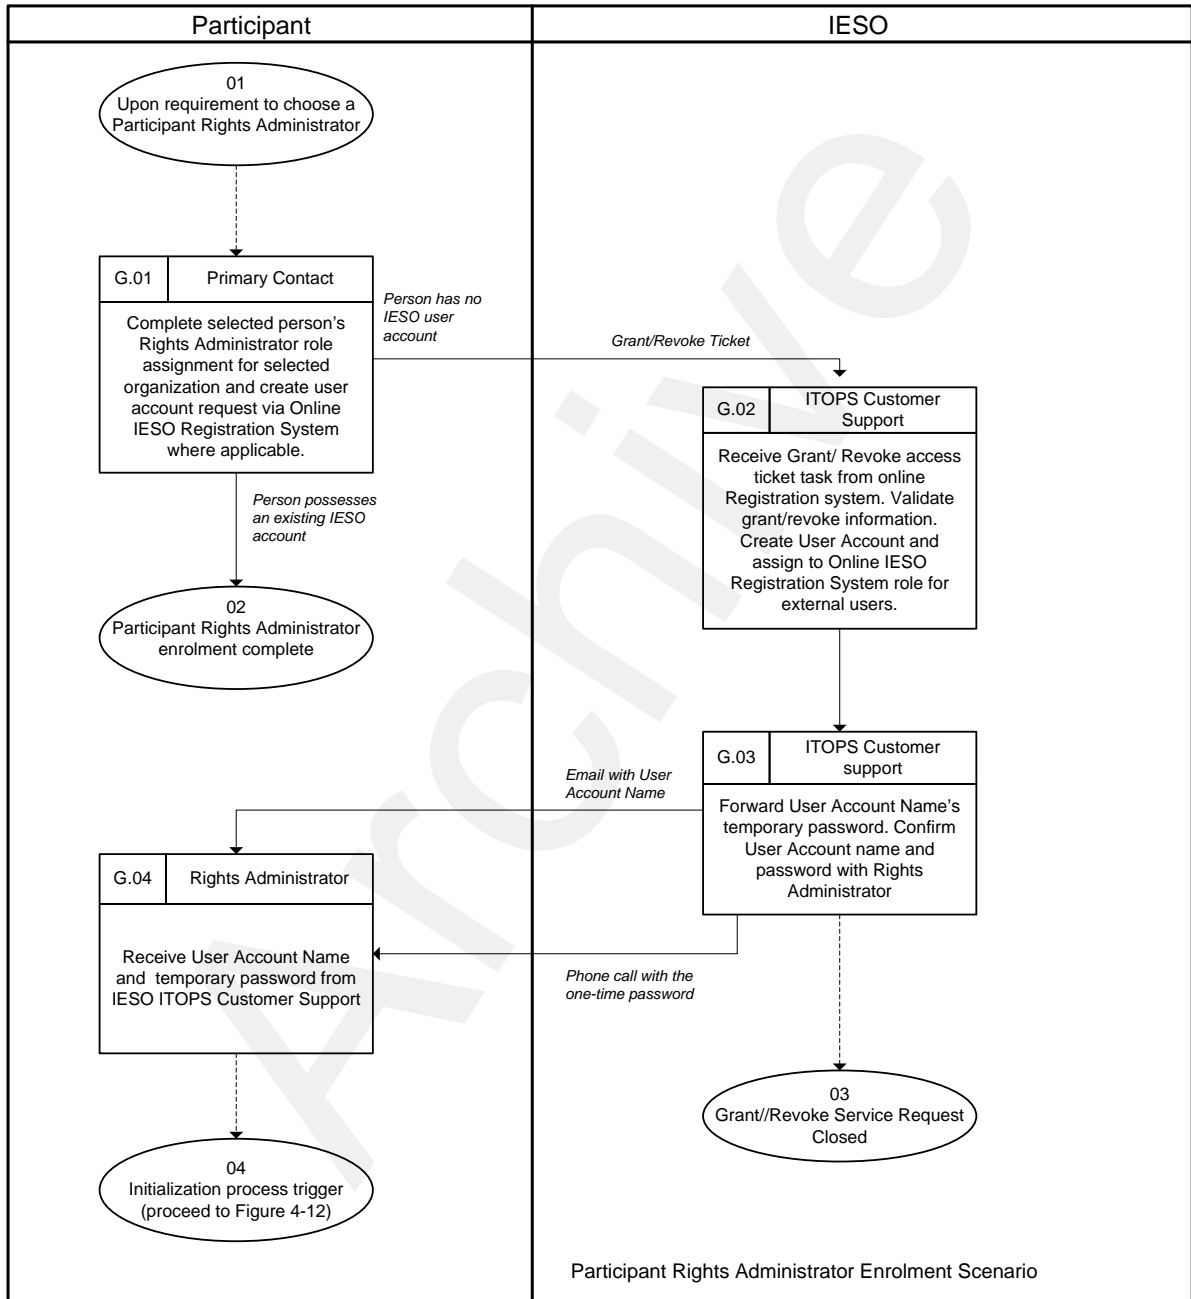 Participant
IESO
01
Upon requirement to choose a
Participant Rights Administrator
G.01
Primary Contact
Complete selected person's
Rights Administrator role
assignment for selected
organization and create user
account request via Online
IESO Registration System
where applicable.
Person has no
IESO user
account
Grant/Revoke Ticket
G.02
ITOPS Customer
Support
Receive Grant/ Revoke access
ticket task from online
Registration system. Validate
grant/revoke information.
Create User Account and
assign to Online IESO
Registration System role for
external users.
Person possesses
an existing IESO
account
02
Participant Rights Administrator
enrolment complete
G.03
ITOPS Customer
support
Forward User Account Name's
temporary password. Confirm
User Account name and
password with Rights
Administrator
Email with User
Account Name
G.04
Rights Administrator
Receive User Account Name
and  temporary password from
IESO ITOPS Customer Support
Phone call with the
one-time password
03
Grant//Revoke Service Request
Closed
04
Initialization process trigger
(proceed to Figure 4-12)
Participant Rights Administrator Enrolment Scenario
Archive